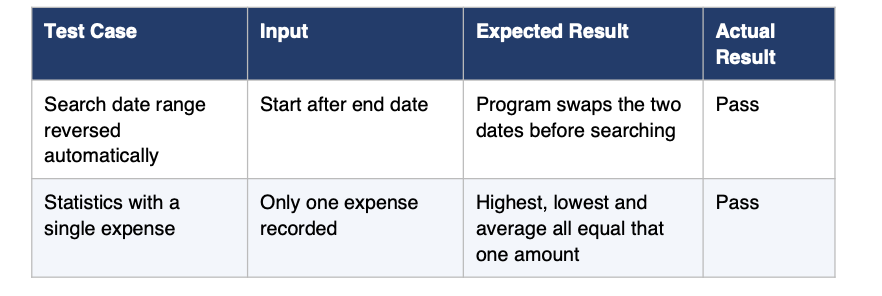 Test Case
Input
Expected Result
Actual
Result
Search date range
reversed
automatically
Start after end date
Program swaps the two
dates before searching
Pass
Statistics with a
single expense
Only one expense
recorded
Highest, lowest and
average all equal that
one amount
Pass